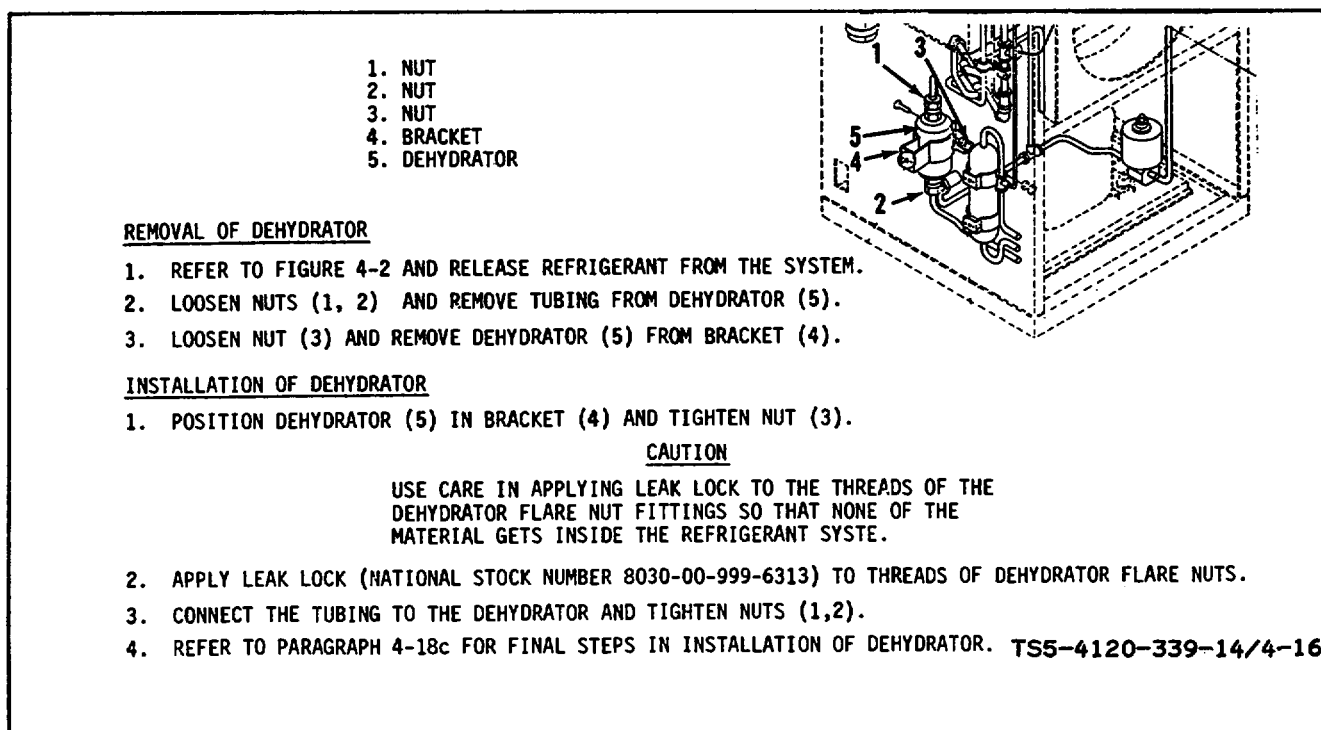 1. NUT
2. NUT
3. NUT
4. BRACKET
5. DEHYDRATOR
1 3
5
4
2
REMOVAL OF DEHYDRATOR
1. REFER TO FIGURE 4-2 AND RELEASE REFRIGERANT FROM THE SYSTEM.
2. LOOSEN NUTS (1, 2) AND REMOVE TUBING FROM DEHYDRATOR (5).
3. LOOSEN NUT (3) AND REMOVE DEHYDRATOR (5) FROM BRACKET (4).
INSTALLATION OF DEHYDRATOR
1. POSITION DEHYDRATOR (5) IN BRACKET (4) AND TIGHTEN NUT (3).
CAUTION
USE CARE IN APPLYING LEAK LOCK TO THE THREADS OF THE
DEHYDRATOR FLARE NUT FITTINGS SO THAT NONE OF THE
MATERIAL GETS INSIDE THE REFRIGERANT SYSTE.
2. APPLY LEAK LOCK (NATIONAL STOCK NUMBER 8030-00-999-6313) TO THREADS OF DEHYDRATOR FLARE NUTS.
3. CONNECT THE TUBING TO THE DEHYDRATOR AND TIGHTEN NUTS (1,2).
4. REFER TO PARAGRAPH 4-18c FOR FINAL STEPS IN INSTALLATION OF DEHYDRATOR. TS5-4120-339-14/4-16